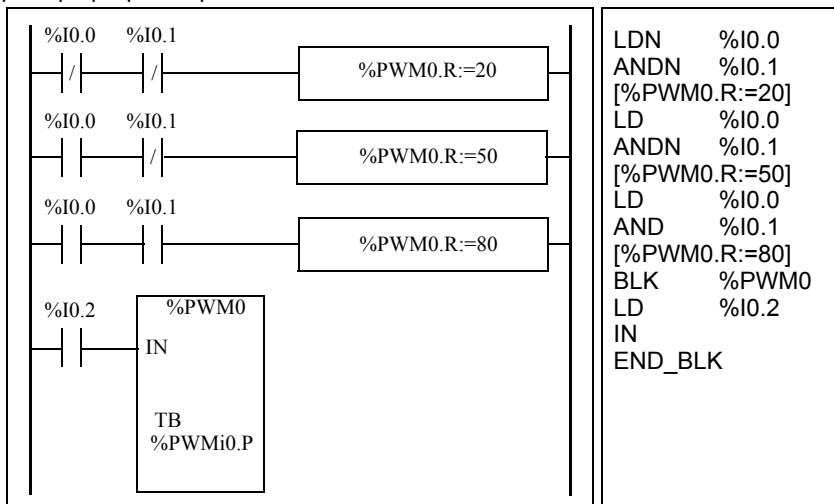 %I0.0 %I0.1
%PWM0.R:=20
%I0.0 %I0.1
%PWM0.R:=50
%I0.0 %I0.1
%PWM0.R:=80
%I0.2
%PWM0
IN
TB
%PWMi0.P
LDN %I0.0
ANDN %I0.1
[%PWM0.R:=20]
LD %I0.0
ANDN %I0.1
[%PWM0.R:=50]
LD %I0.0
AND %I0.1
[%PWM0.R:=80]
BLK %PWM0
LD %I0.2
IN
END_BLK